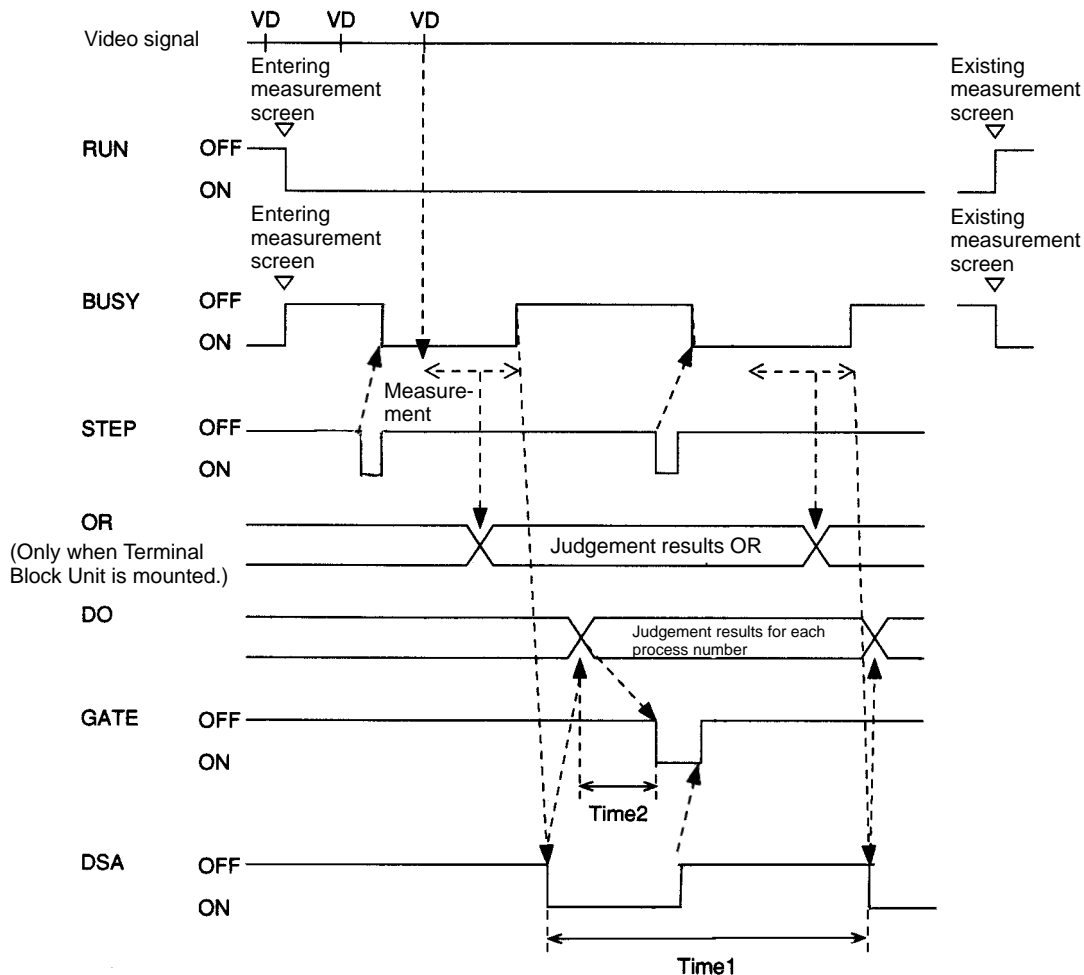 VD VD VD
Video signal
Entering
measurement
screen
Existing
measurement
screen
RUN OFF
ON
Entering
measurement
screen
Existing
measurement
screen
BUSY OFF
ON
Measure-
ment
STEP OFF
ON
OR
(Only when Terminal
Block Unit is mounted.)
Judgement results OR
DO
Judgement results for each
process number
GATE OFF
ON
Time2
DSA OFF
ON
Time1